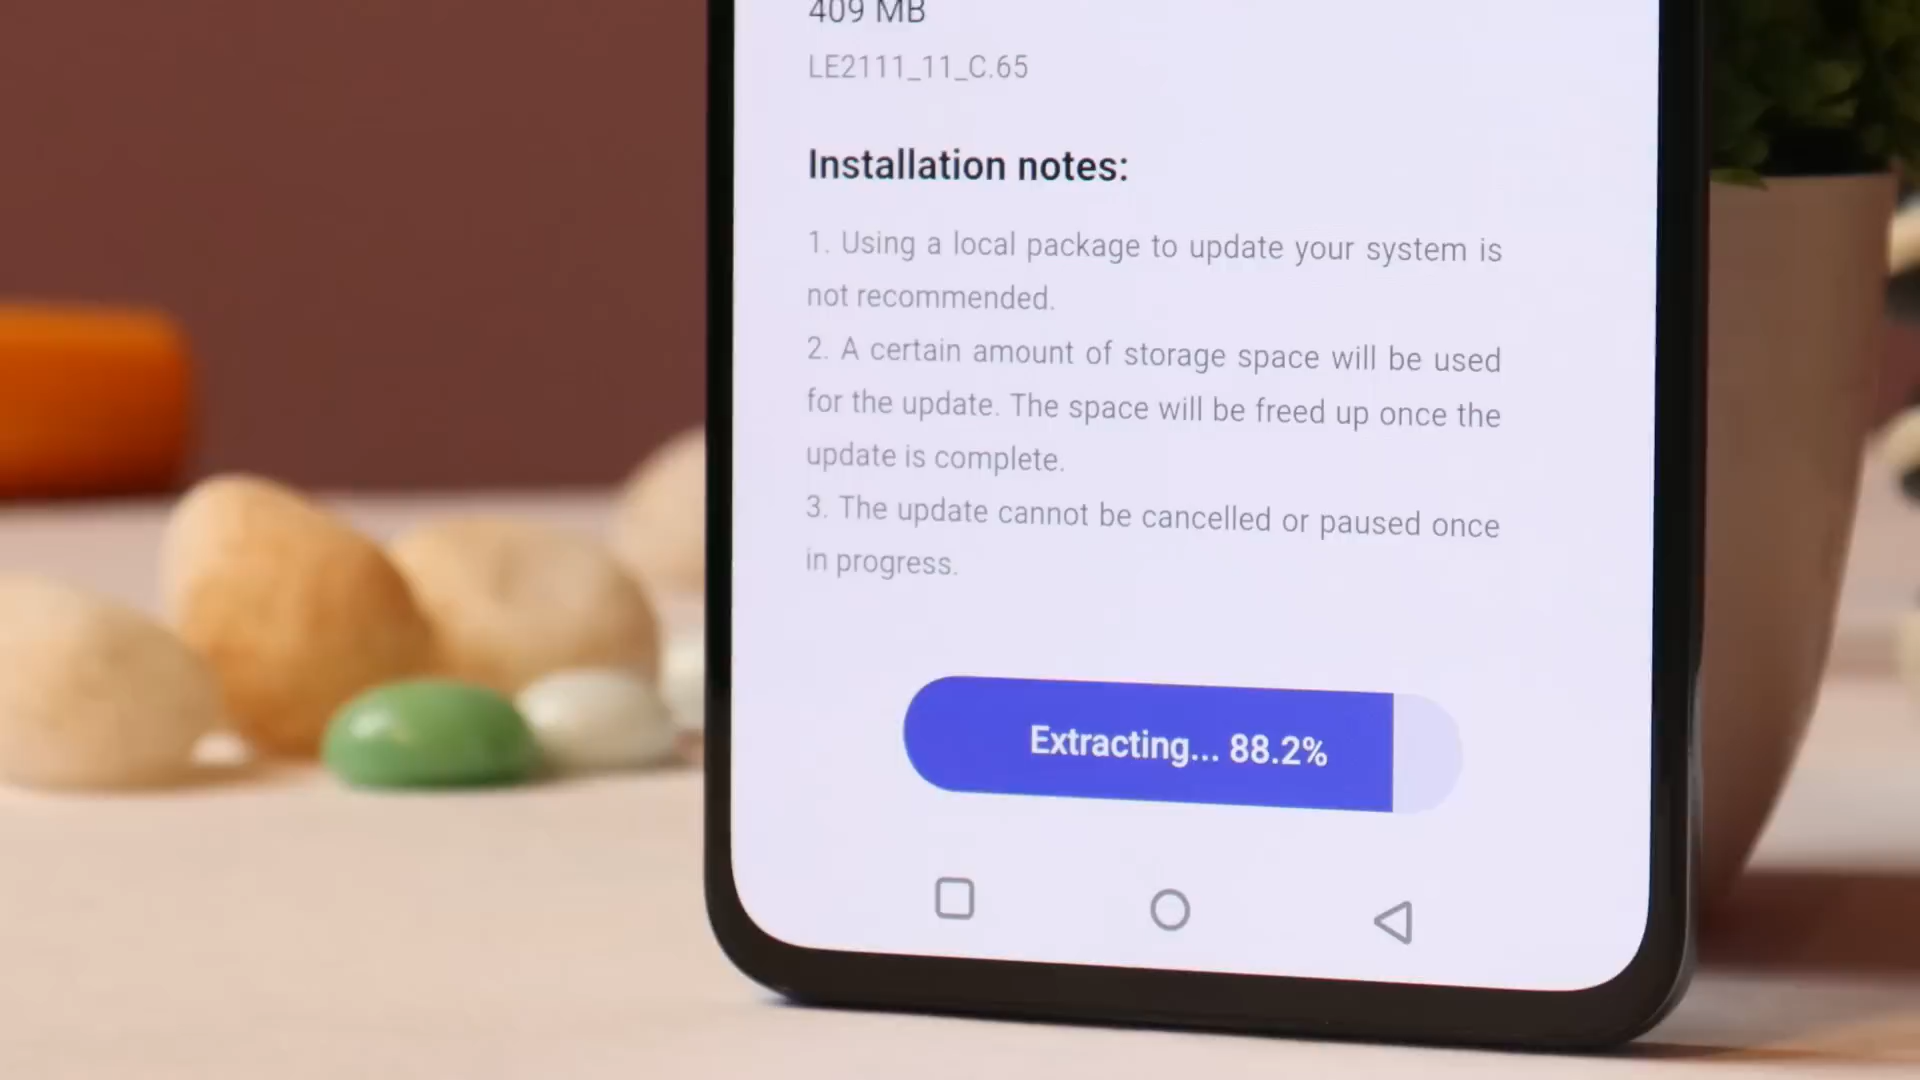 409 MB
LE2111_11_C.65
Installation notes:
1. Using a local package to update your system is
not recommended.
2. A certain amount of storage space will be used
for the update. The space will be freed up once the
update is complete.
3. The update cannot be cancelled or paused once
in progress.
Extracting... 88.2%